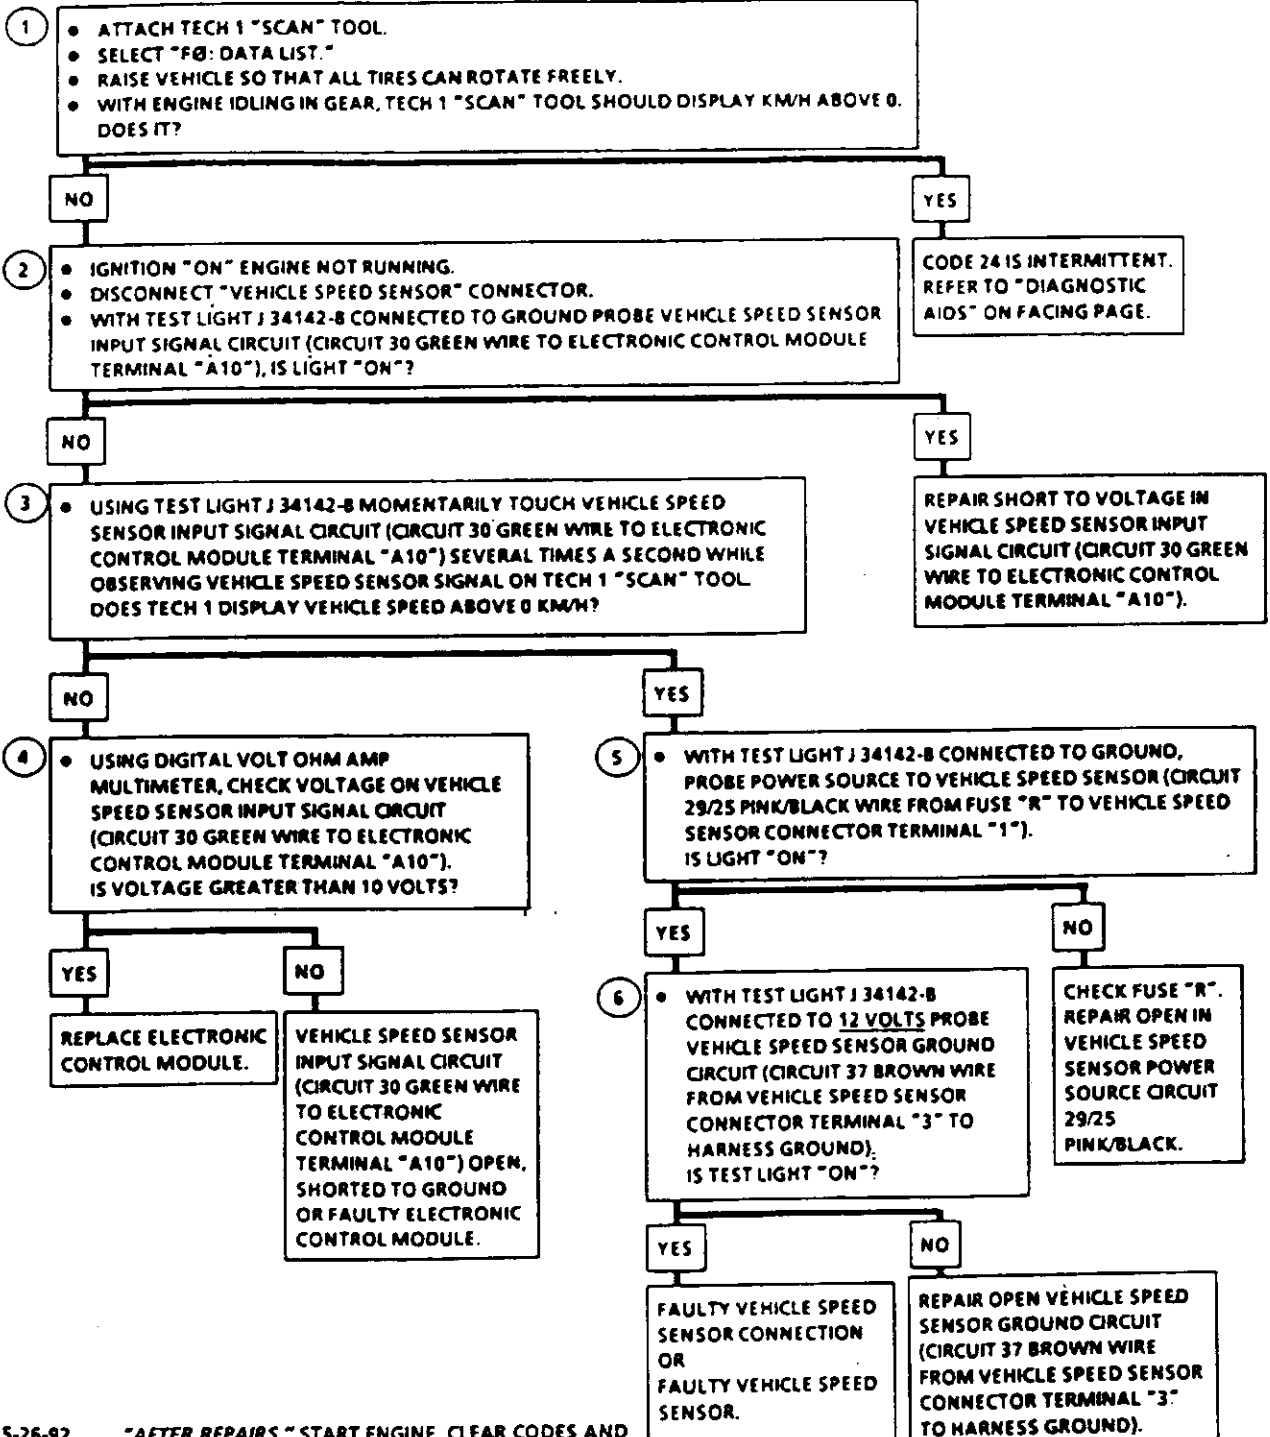 1
• ATTACH TECH 1 "SCAN" TOOL.
• SELECT "FØ: DATA LIST."
• RAISE VEHICLE SO THAT ALL TIRES CAN ROTATE FREELY.
• WITH ENGINE IDLING IN GEAR, TECH 1 "SCAN" TOOL SHOULD DISPLAY KM/H ABOVE 0.
DOES IT?
NO
YES
2
• IGNITION "ON" ENGINE NOT RUNNING.
• DISCONNECT "VEHICLE SPEED SENSOR" CONNECTOR.
• WITH TEST LIGHT J 34142-B CONNECTED TO GROUND PROBE VEHICLE SPEED SENSOR
INPUT SIGNAL CIRCUIT (CIRCUIT 30 GREEN WIRE TO ELECTRONIC CONTROL MODULE
TERMINAL "A10"), IS LIGHT "ON"?
CODE 24 IS INTERMITTENT.
REFER TO "DIAGNOSTIC
AIDS" ON FACING PAGE.
NO
YES
3
• USING TEST LIGHT J 34142-B MOMENTARILY TOUCH VEHICLE SPEED
SENSOR INPUT SIGNAL CIRCUIT (CIRCUIT 30 GREEN WIRE TO ELECTRONIC
CONTROL MODULE TERMINAL "A10") SEVERAL TIMES A SECOND WHILE
OBSERVING VEHICLE SPEED SENSOR SIGNAL ON TECH 1 "SCAN" TOOL.
DOES TECH 1 DISPLAY VEHICLE SPEED ABOVE 0 KM/H?
REPAIR SHORT TO VOLTAGE IN
VEHICLE SPEED SENSOR INPUT
SIGNAL CIRCUIT (CIRCUIT 30 GREEN
WIRE TO ELECTRONIC CONTROL
MODULE TERMINAL "A10").
NO
YES
4
• USING DIGITAL VOLT OHM AMP
MULTIMETER, CHECK VOLTAGE ON VEHICLE
SPEED SENSOR INPUT SIGNAL CIRCUIT
(CIRCUIT 30 GREEN WIRE TO ELECTRONIC
CONTROL MODULE TERMINAL "A10").
IS VOLTAGE GREATER THAN 10 VOLTS?
5
• WITH TEST LIGHT J 34142-B CONNECTED TO GROUND,
PROBE POWER SOURCE TO VEHICLE SPEED SENSOR (CIRCUIT
29/25 PINK/BLACK WIRE FROM FUSE "R" TO VEHICLE SPEED
SENSOR CONNECTOR TERMINAL "1").
IS LIGHT "ON"?
YES
NO
YES
NO
REPLACE ELECTRONIC
CONTROL MODULE.
VEHICLE SPEED SENSOR
INPUT SIGNAL CIRCUIT
(CIRCUIT 30 GREEN WIRE
TO ELECTRONIC
CONTROL MODULE
TERMINAL "A10") OPEN,
SHORTED TO GROUND
OR FAULTY ELECTRONIC
CONTROL MODULE.
6
• WITH TEST LIGHT J 34142-B
CONNECTED TO 12 VOLTS PROBE
VEHICLE SPEED SENSOR GROUND
CIRCUIT (CIRCUIT 37 BROWN WIRE
FROM VEHICLE SPEED SENSOR
CONNECTOR TERMINAL "3" TO
HARNESS GROUND).
IS TEST LIGHT "ON"?
CHECK FUSE "R".
REPAIR OPEN IN
VEHICLE SPEED
SENSOR POWER
SOURCE CIRCUIT
29/25
PINK/BLACK.
YES
NO
FAULTY VEHICLE SPEED
SENSOR CONNECTION
OR
FAULTY VEHICLE SPEED
SENSOR.
REPAIR OPEN VEHICLE SPEED
SENSOR GROUND CIRCUIT
(CIRCUIT 37 BROWN WIRE
FROM VEHICLE SPEED SENSOR
CONNECTOR TERMINAL "3"
TO HARNESS GROUND).
5-26-92 "AFTER REPAIRS," START ENGINE, CLEAR CODES AND